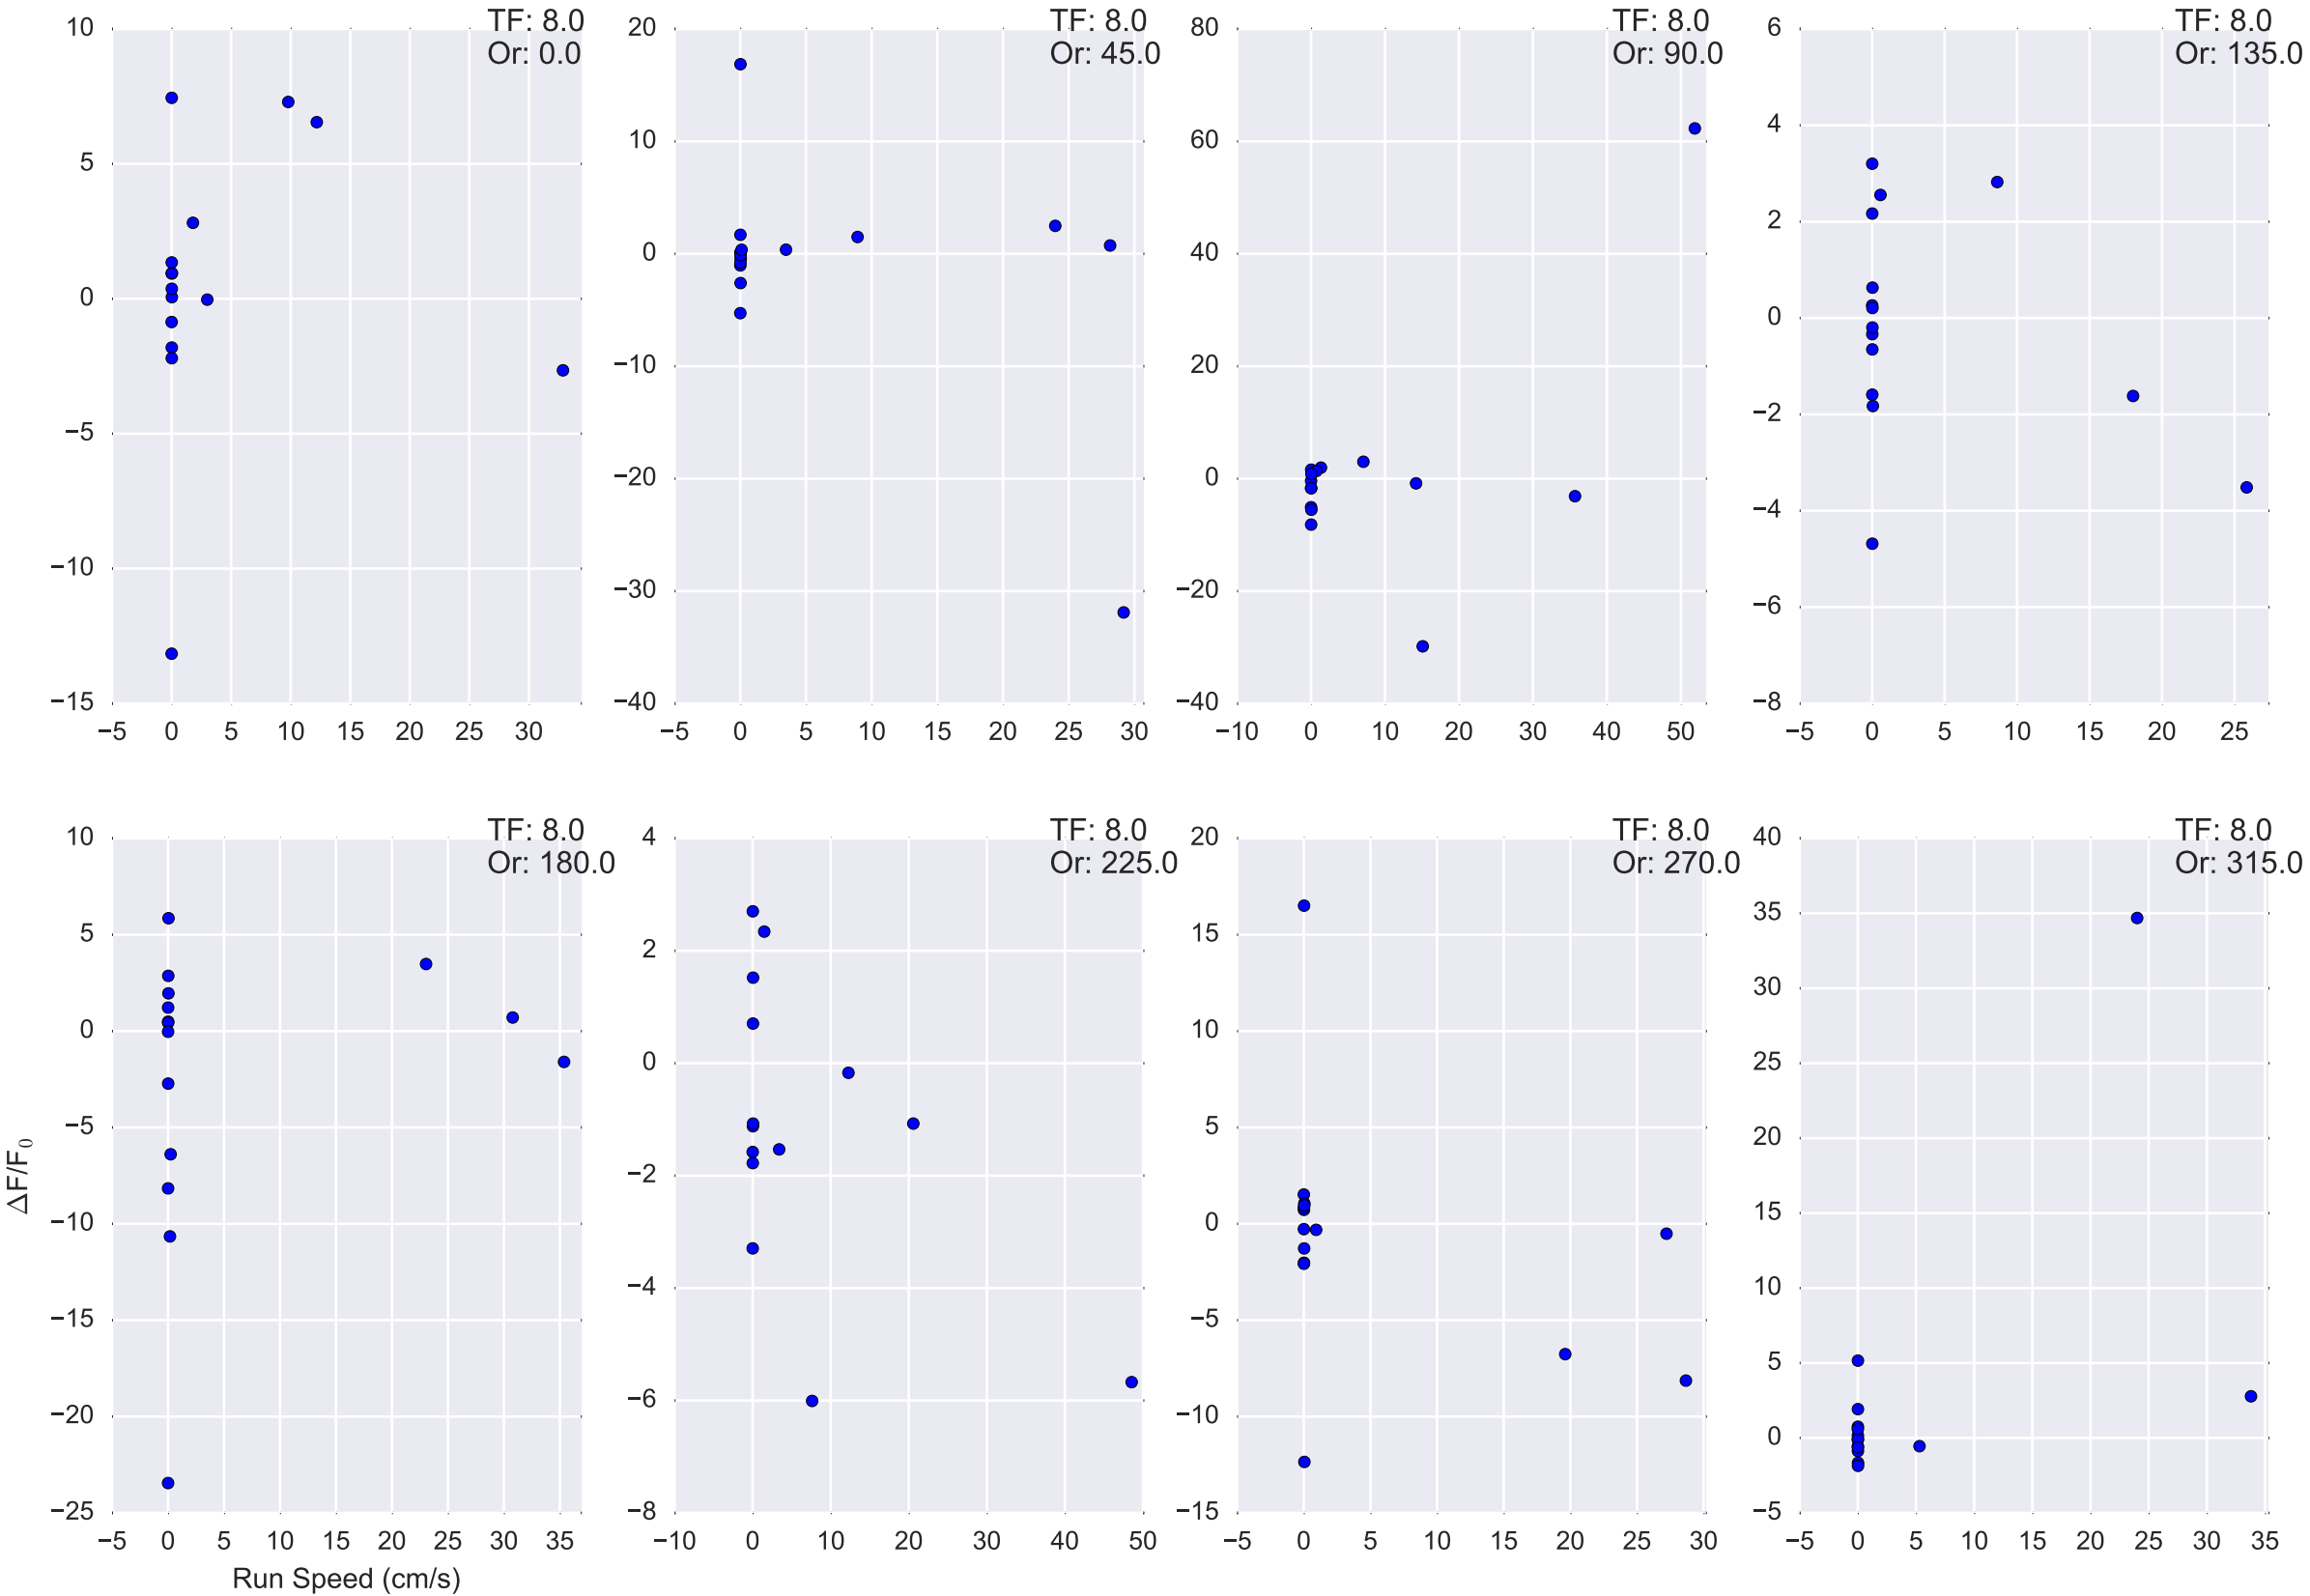 TF: 8.0
Or: 0.0
10
5
0
−5
−10
−15
−5 0 5 10 15 20 25 30
TF: 8.0
Or: 45.0
20
10
0
−10
−20
−30
−40
−5 0 5 10 15 20 25 30
TF: 8.0
Or: 90.0
80
60
40
20
0
−20
−40
−10 0 10 20 30 40 50
TF: 8.0
Or: 135.0
6
4
2
0
−2
−4
−6
−8
−5 0 5 10 15 20 25
TF: 8.0
Or: 180.0
10
5
0
−5
−10
−15
−20
−25
−5 0 5 10 15 20 25 30 35
ΔF/F₀
Run Speed (cm/s)
TF: 8.0
Or: 225.0
4
2
0
−2
−4
−6
−8
−10 0 10 20 30 40 50
TF: 8.0
Or: 270.0
20
15
10
5
0
−5
−10
−15
−5 0 5 10 15 20 25 30
TF: 8.0
Or: 315.0
40
35
30
25
20
15
10
5
0
−5
−5 0 5 10 15 20 25 30 35